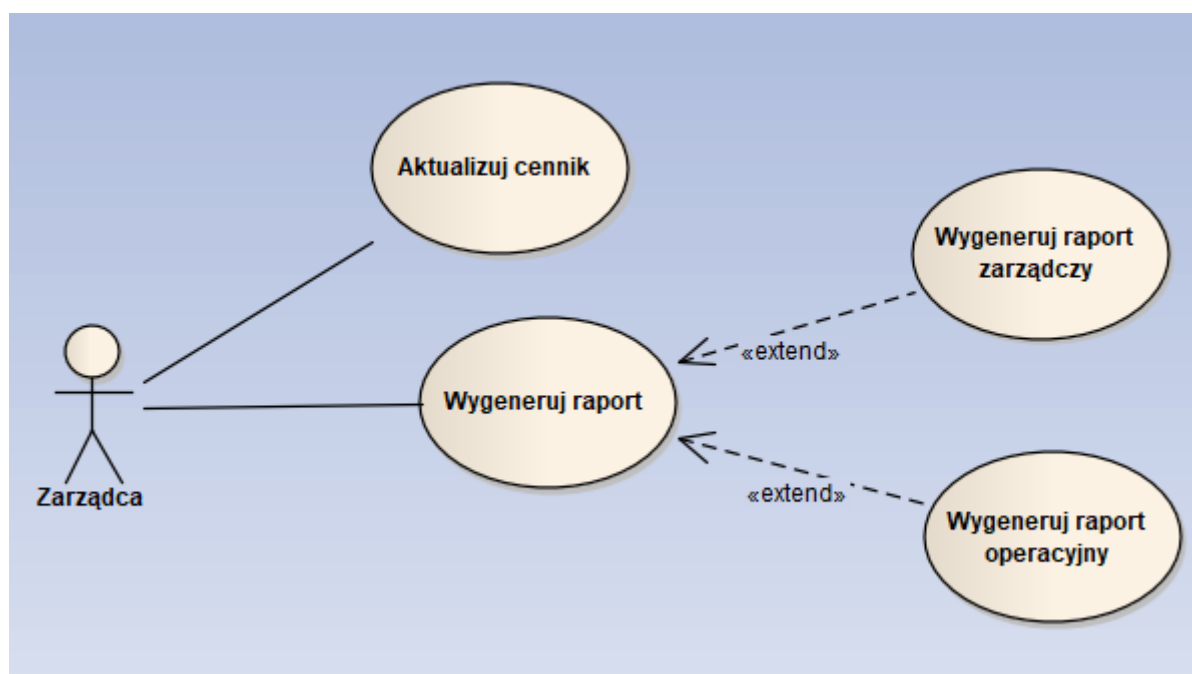 Aktualizuj cennik
Wygeneruj raport
zarządczy
«extend»
Wygeneruj raport
«extend»
Zarządca
Wygeneruj raport
operacyjny